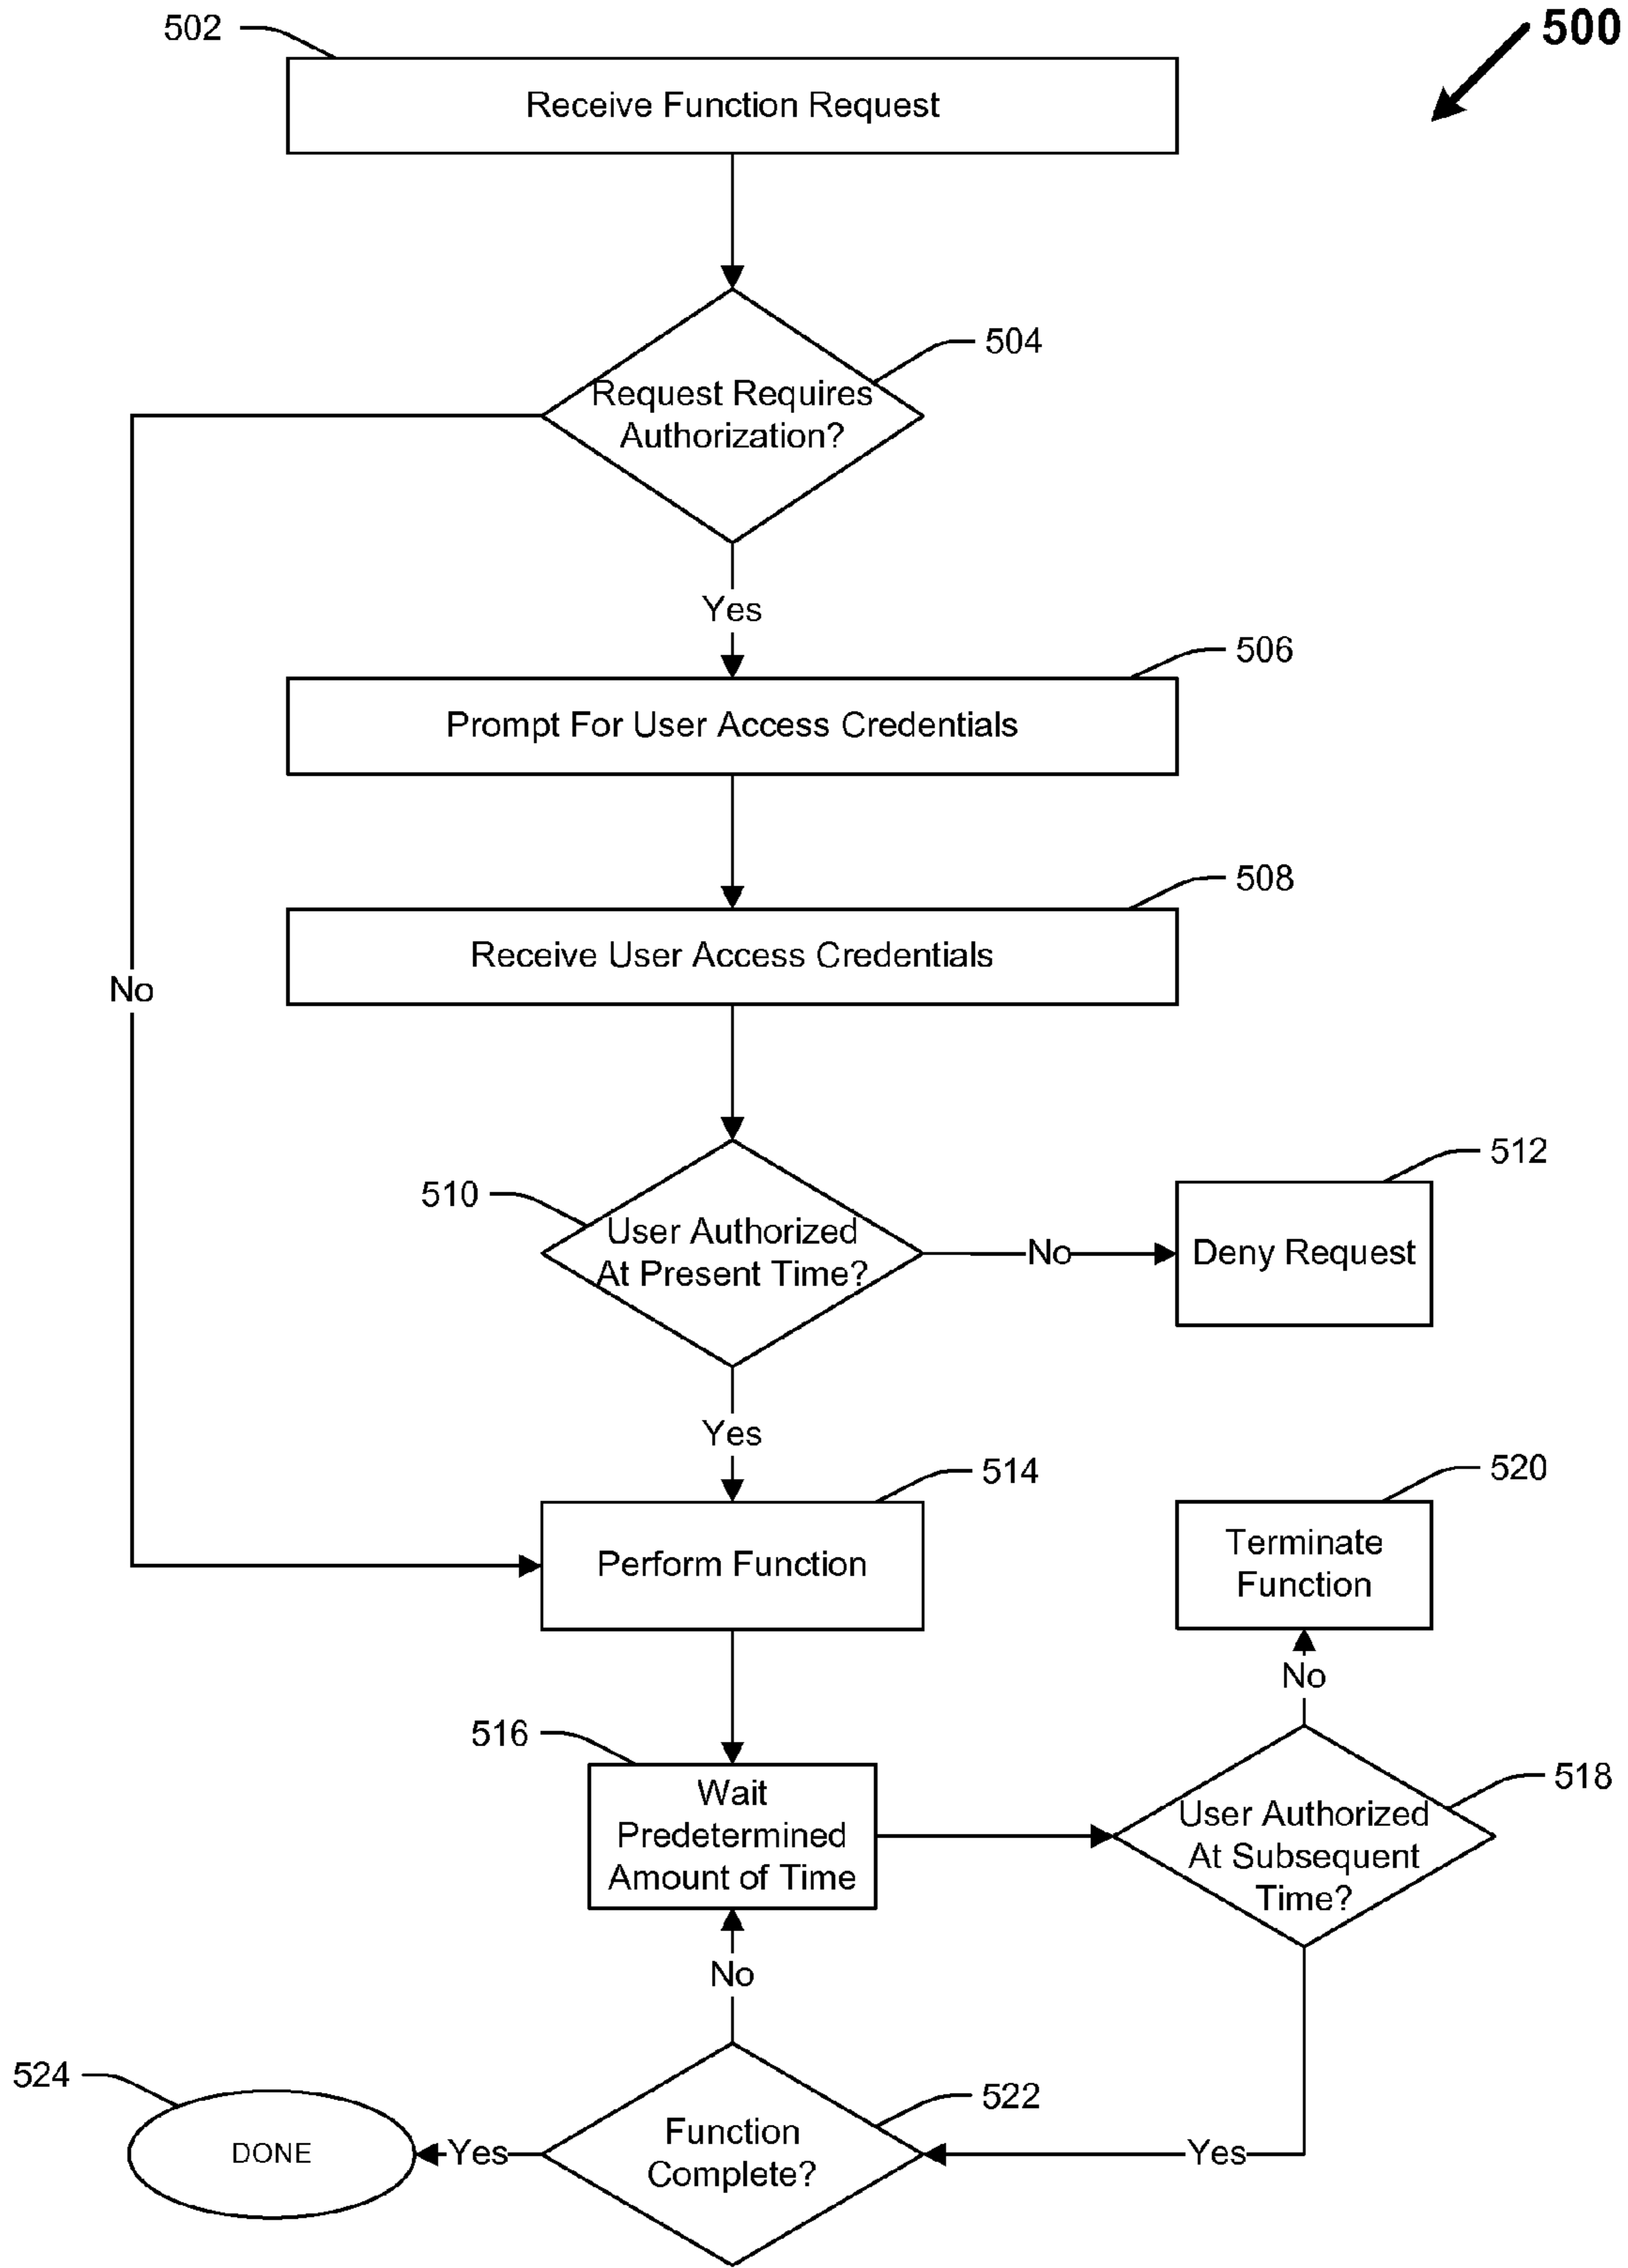 502
500
Receive Function Request
504
Request Requires
Authorization?
Yes
506
Prompt For User Access Credentials
508
Receive User Access Credentials
No
510
User Authorized
At Present Time?
No
512
Deny Request
Yes
514
Perform Function
520
Terminate
Function
No
516
Wait
Predetermined
Amount of Time
518
User Authorized
At Subsequent
Time?
No
522
Function
Complete?
Yes
Yes
524
DONE